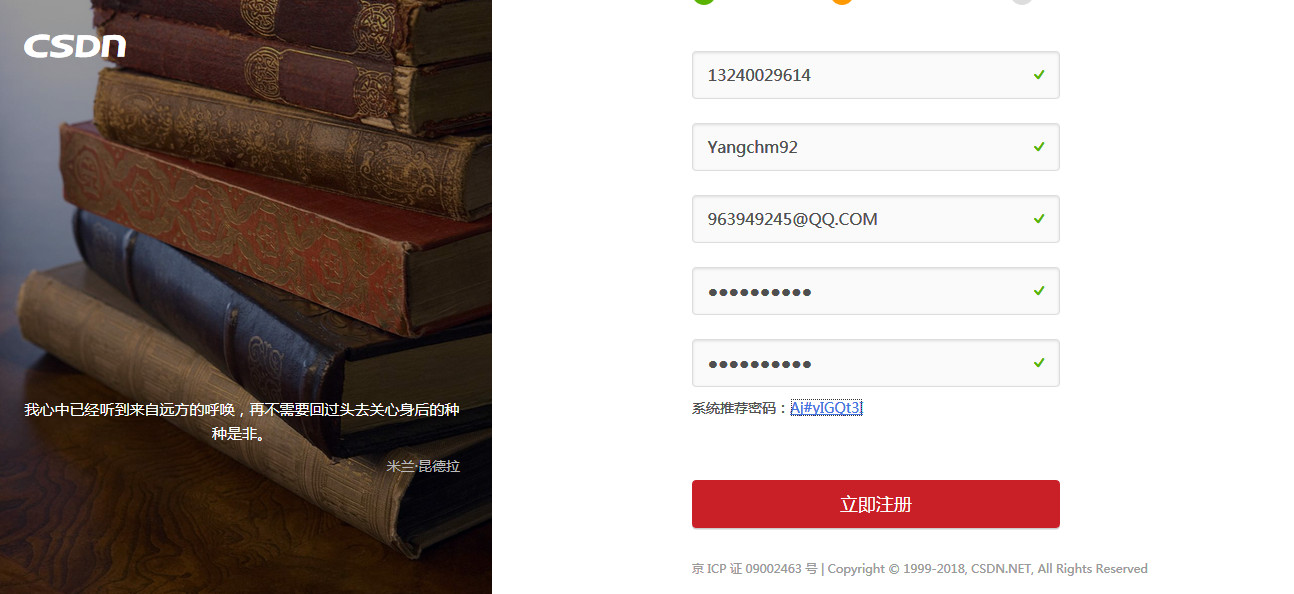 CSDN
我心中已经听到来自远方的呼唤，再不需要回过头去关心身后的种
种是非。
米兰·昆德拉
13240029614
Yangchm92
963949245@QQ.COM
●●●●●●●●●●
●●●●●●●●●●
系统推荐密码：
立即注册
京 ICP 证 09002463 号 | Copyright © 1999-2018, CSDN.NET, All Rights Reserved